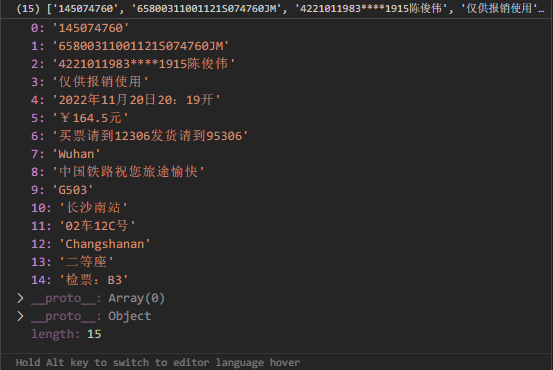 (15) ['145074760', '65800311001121S074760JM', '4221011983****1915陈俊伟', '仅供报销使用'…
0: '145074760'
1: '65800311001121S074760JM'
2: '4221011983****1915陈俊伟'
3: '仅供报销使用'
4: '2022年11月20日20：19开'
5: '￥164.5元'
6: '买票请到12306发货请到95306'
7: 'Wuhan'
8: '中国铁路祝您旅途愉快'
9: 'G503'
10: '长沙南站'
11: '02车12C号'
12: 'Changshanan'
13: '二等座'
14: '检票：B3'
__proto__: Array(0)
__proto__: Object
length: 15
Hold Alt key to switch to editor language hover